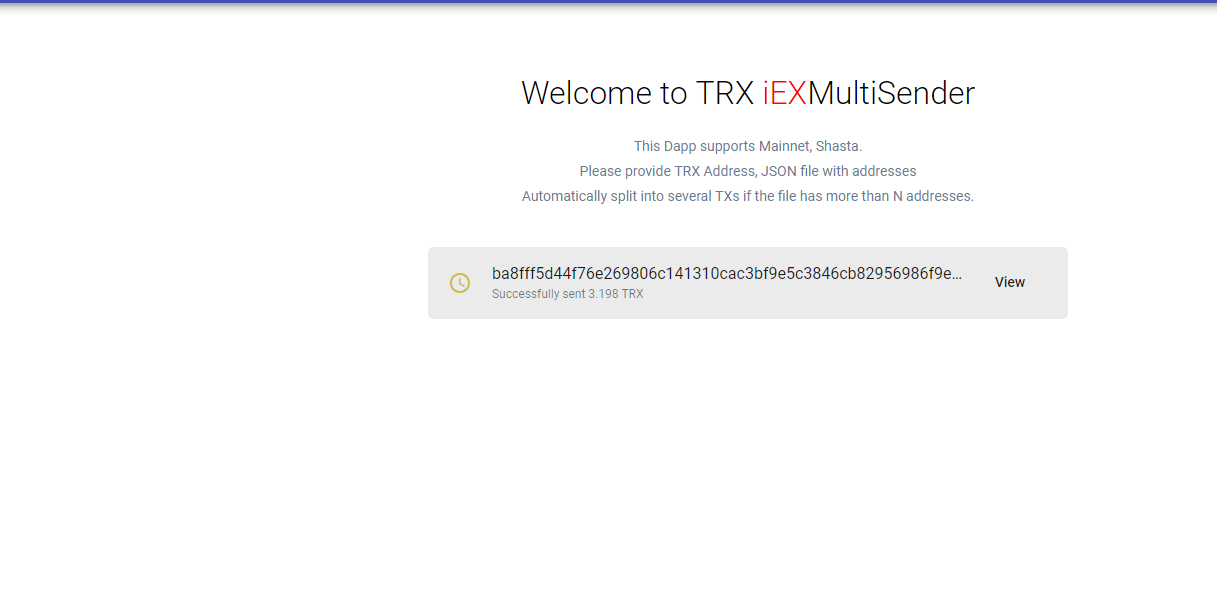 Welcome to TRX iEXMultiSender
This Dapp supports Mainnet, Shasta.
Please provide TRX Address, JSON file with addresses
Automatically split into several TXs if the file has more than N addresses.
ba8fff5d44f76e269806c141310cac3bf9e5c3846cb82956986f9e...
Successfully sent 3.198 TRX
View